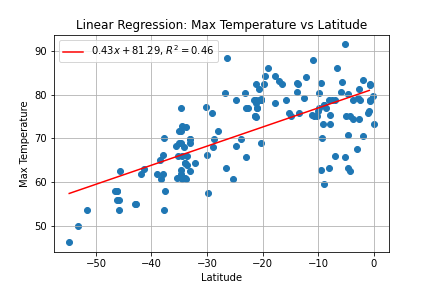 Linear Regression: Max Temperature vs Latitude
0.43x + 81.29, R² = 0.46
Max Temperature
90
80
70
60
50
−50 −40 −30 −20 −10 0
Latitude